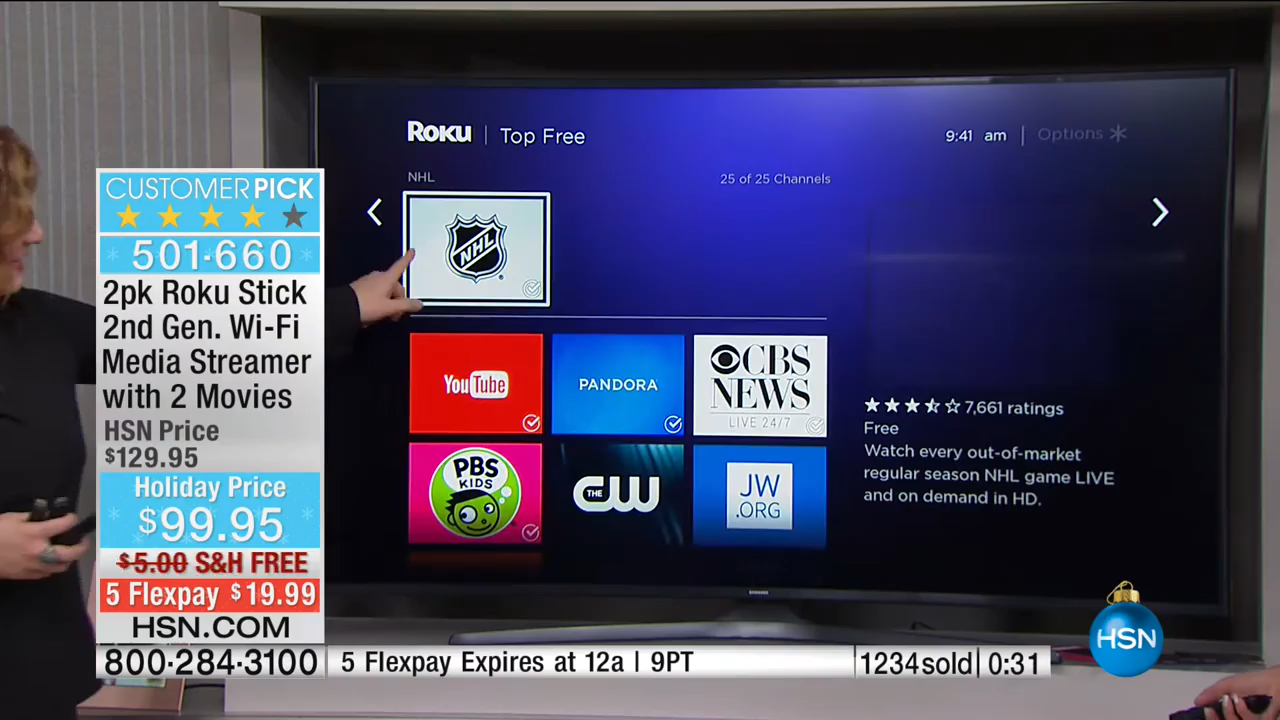 CUSTOMER PICK
501·660
2pk Roku Stick
2nd Gen. Wi-Fi
Media Streamer
with 2 Movies
HSN Price
$129.95
Holiday Price
$99.95
$5.00 S&H FREE
5 Flexpay $19.99
HSN.COM
800·284·3100
5 Flexpay Expires at 12a | 9PT
1234sold
0:31
HSN
ROKU | Top Free
9:41 am | Options
NHL
25 of 25 Channels
NHL
YouTube
PANDORA
CBS
NEWS
LIVE 24/7
PBS
KIDS
THE CW
JW
.ORG
7,661 ratings
Free
Watch every out-of-market
regular season NHL game LIVE
and on demand in HD.
SAMSUNG